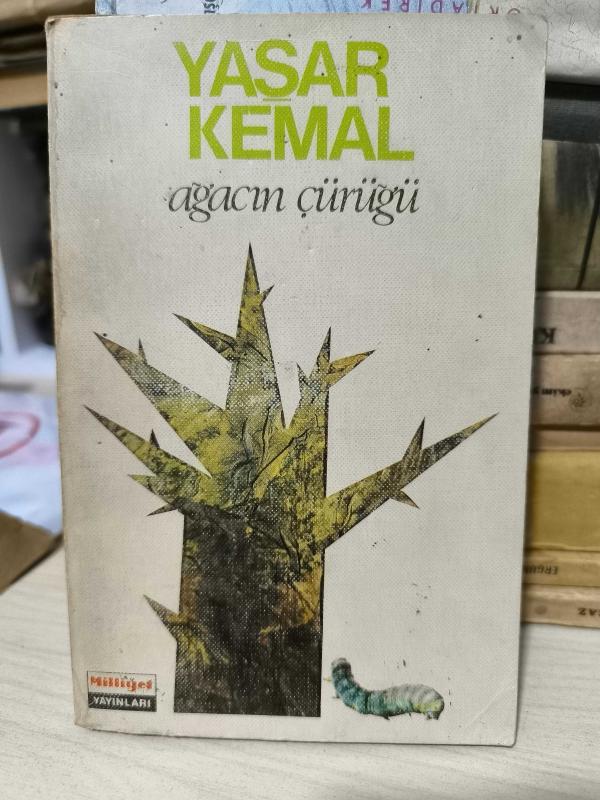 YAŞAR
KEMAL
ağacın çürüğü
Milliyet
YAYINLARI